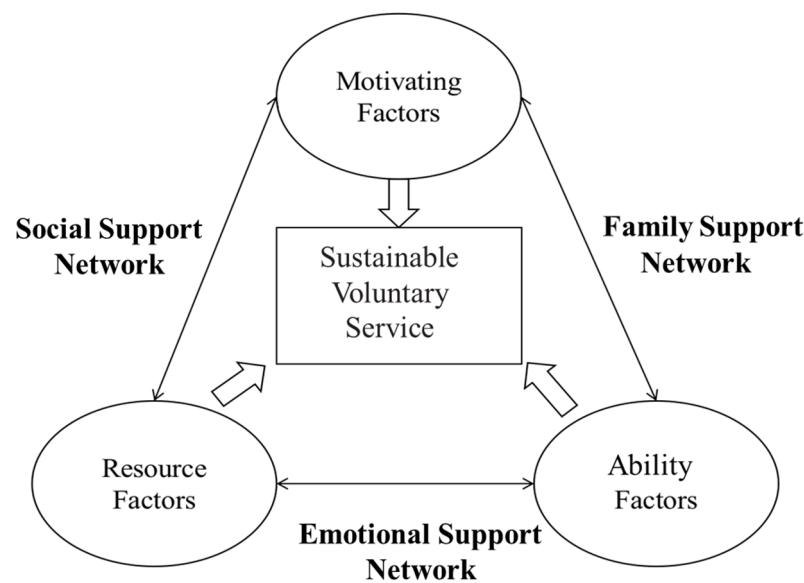 Motivating
Factors
Social Support
Network
Family Support
Network
Sustainable
Voluntary
Service
Resource
Factors
Ability
Factors
Emotional Support
Network